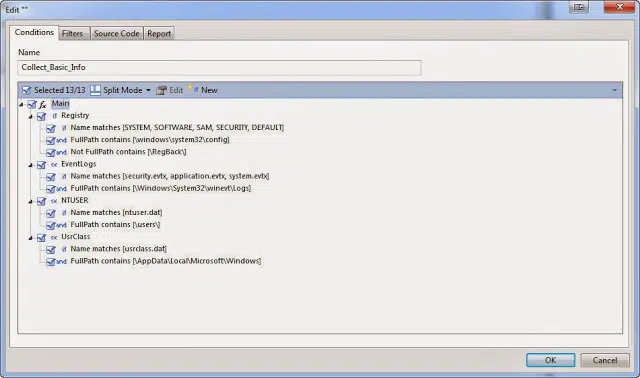 Edit ""
Conditions Filters Source Code Report
Name
Collect_Basic_Info
Selected 13/13 Split Mode Edit New
fx Main
if Registry
if Name matches [SYSTEM, SOFTWARE, SAM, SECURITY, DEFAULT]
and FullPath contains [\windows\system32\config]
and Not FullPath contains [\RegBack\]
or EventLogs
if Name matches [security.evtx, application.evtx, system.evtx]
and FullPath contains [\Windows\System32\winevt\Logs]
or NTUSER
if Name matches [ntuser.dat]
and FullPath contains [\users\]
or UsrClass
if Name matches [usrclass.dat]
and FullPath contains [\AppData\Local\Microsoft\Windows]
OK Cancel